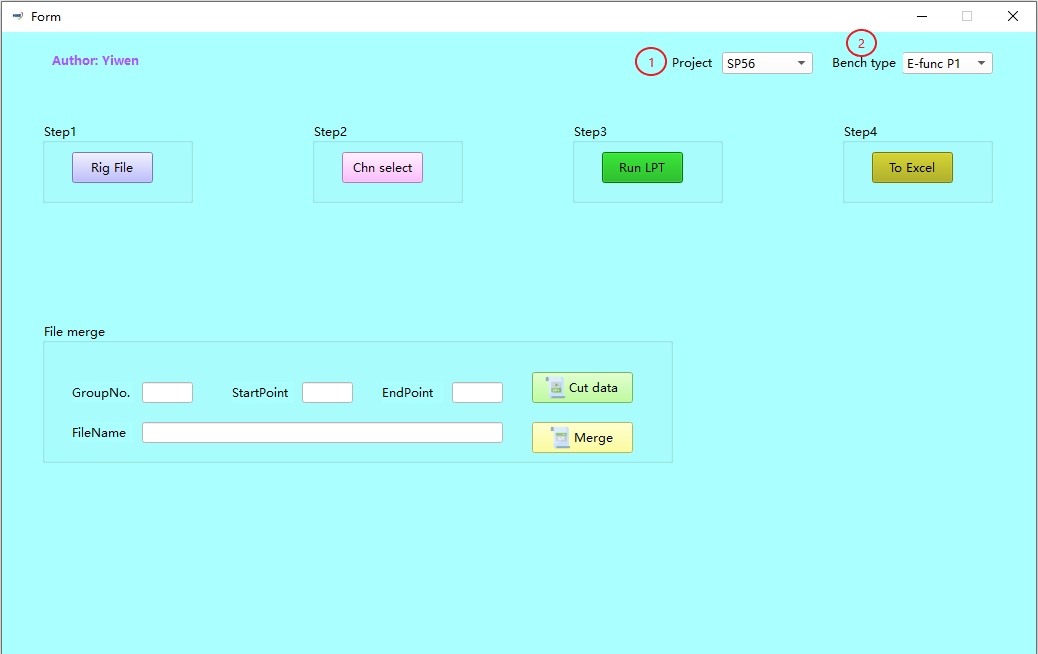 Form
Author: Yiwen
1 Project SP56 2 Bench type E-func P1
Step1 Step2 Step3 Step4
Rig File Chn select Run LPT To Excel
File merge
GroupNo. StartPoint EndPoint Cut data
FileName Merge